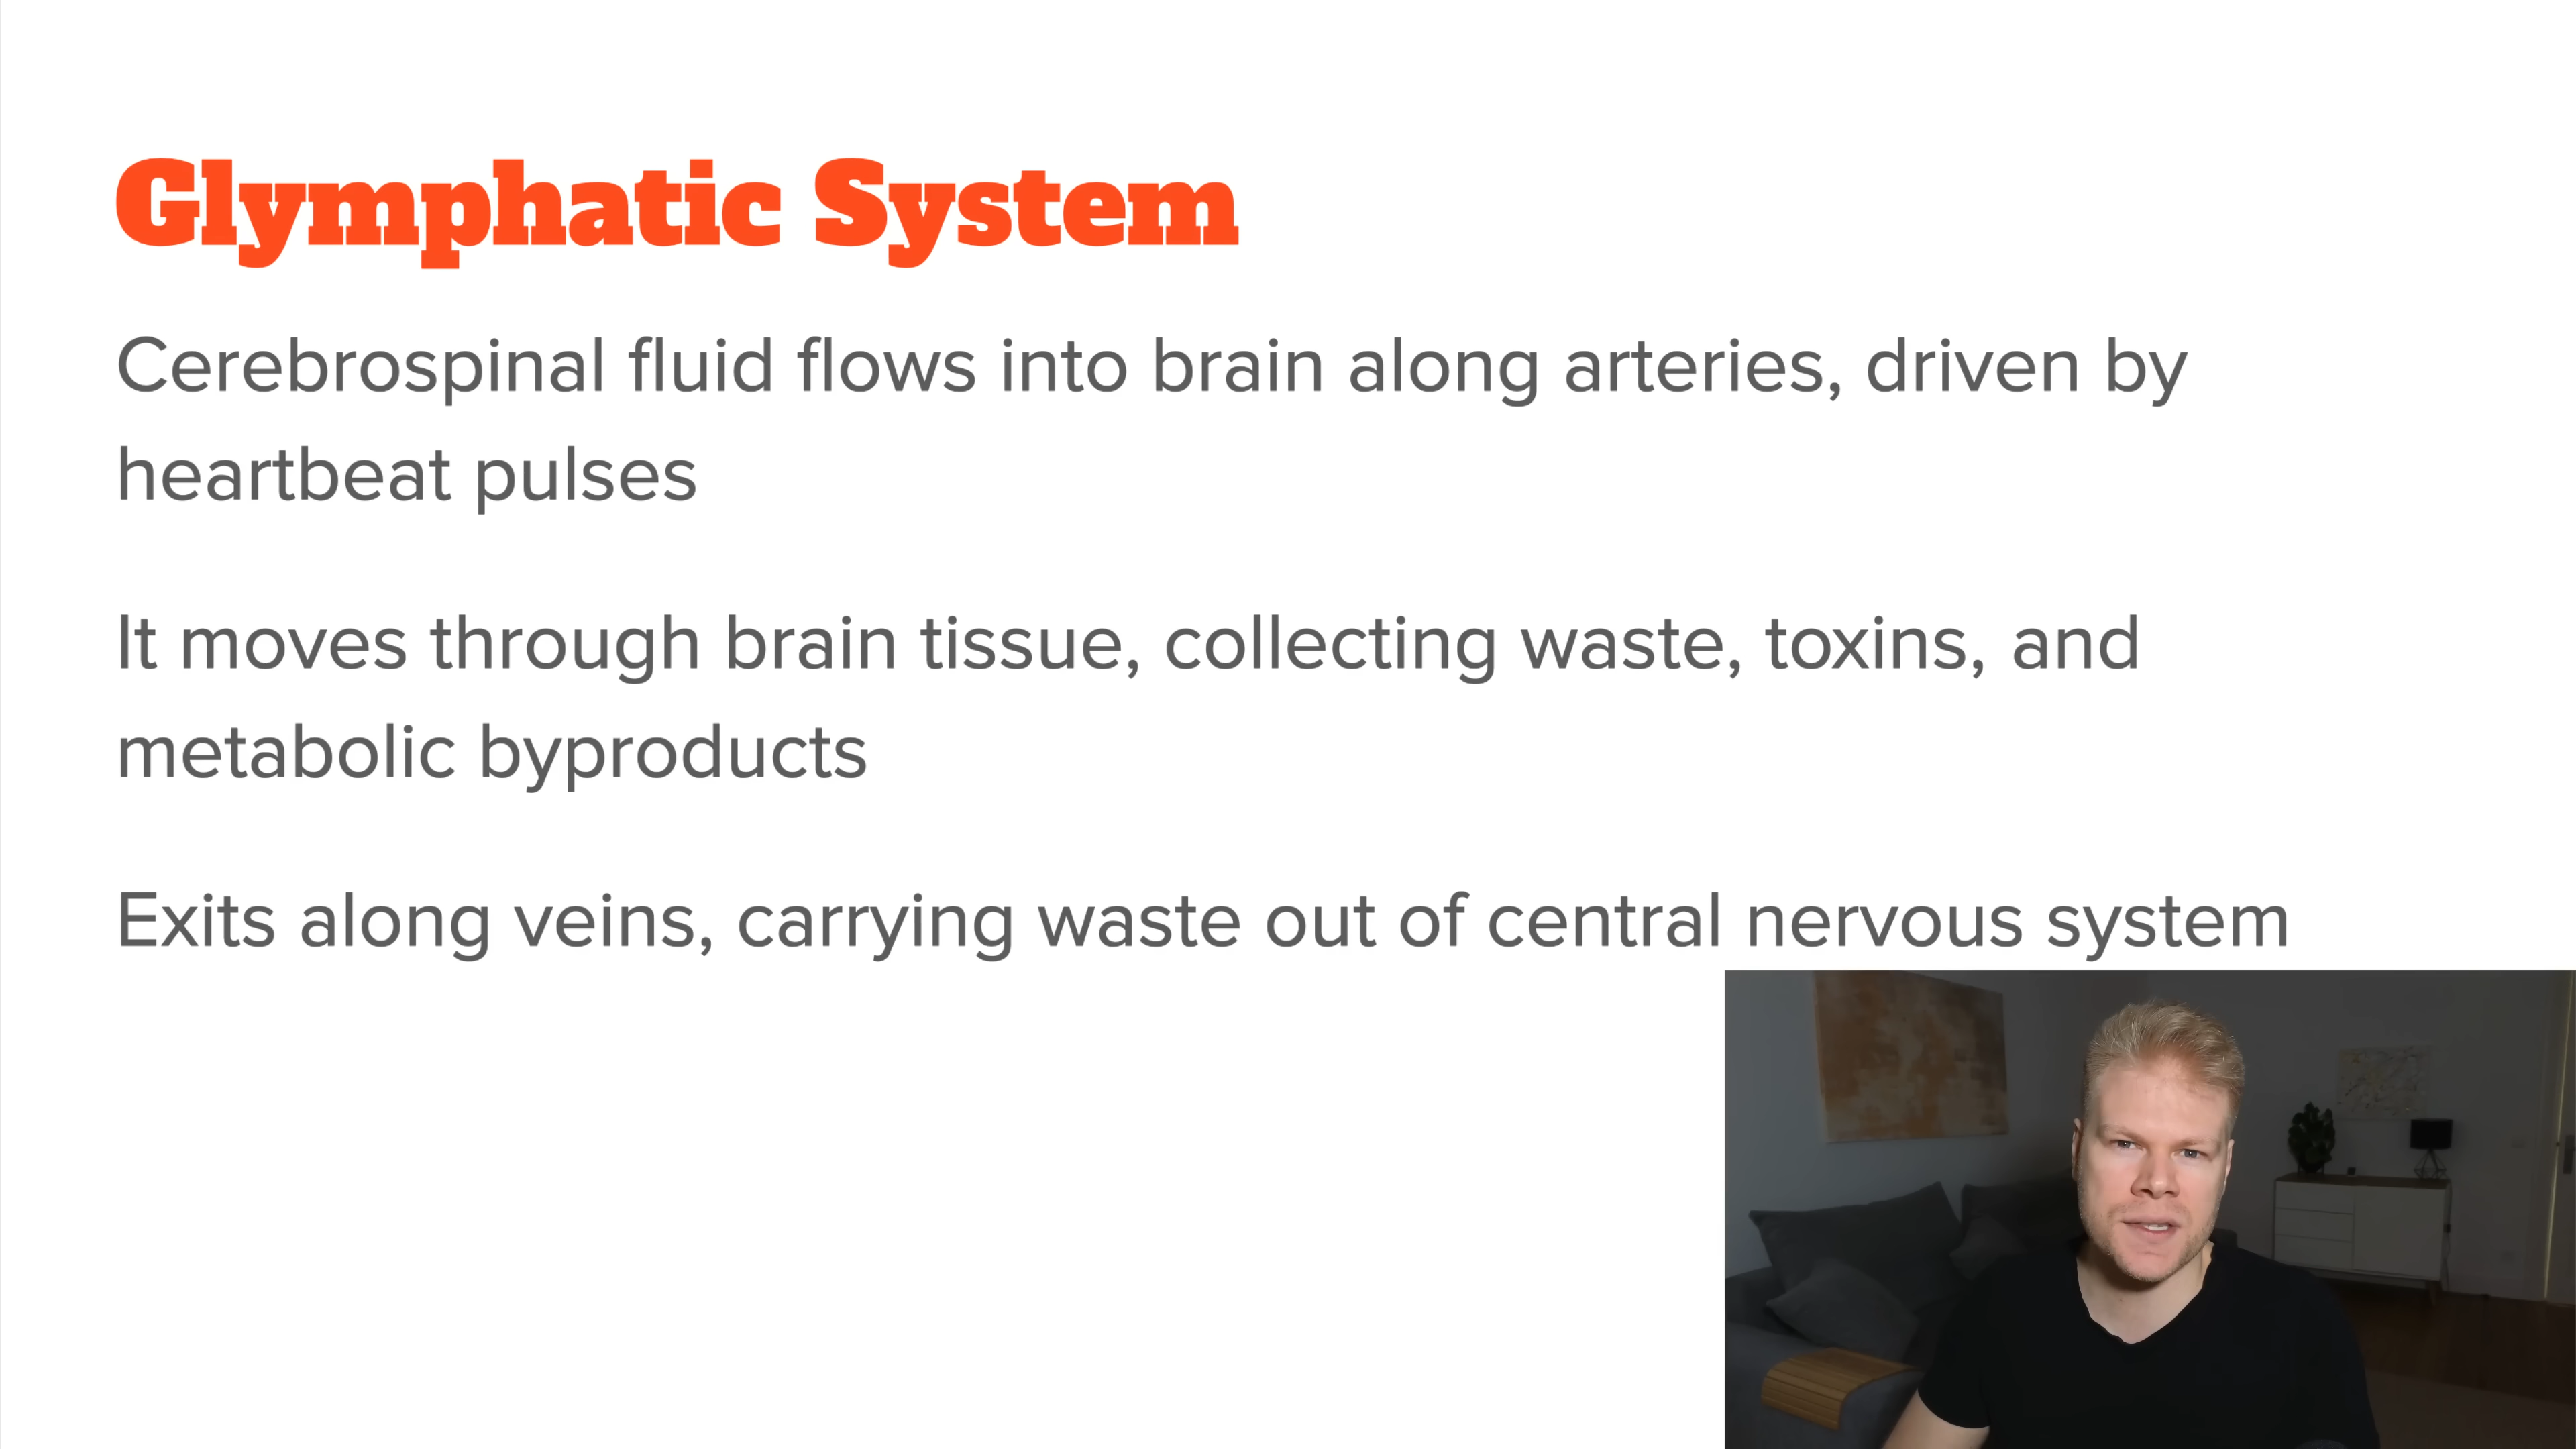 Glymphatic System
Cerebrospinal fluid flows into brain along arteries, driven by
heartbeat pulses
It moves through brain tissue, collecting waste, toxins, and
metabolic byproducts
Exits along veins, carrying waste out of central nervous system